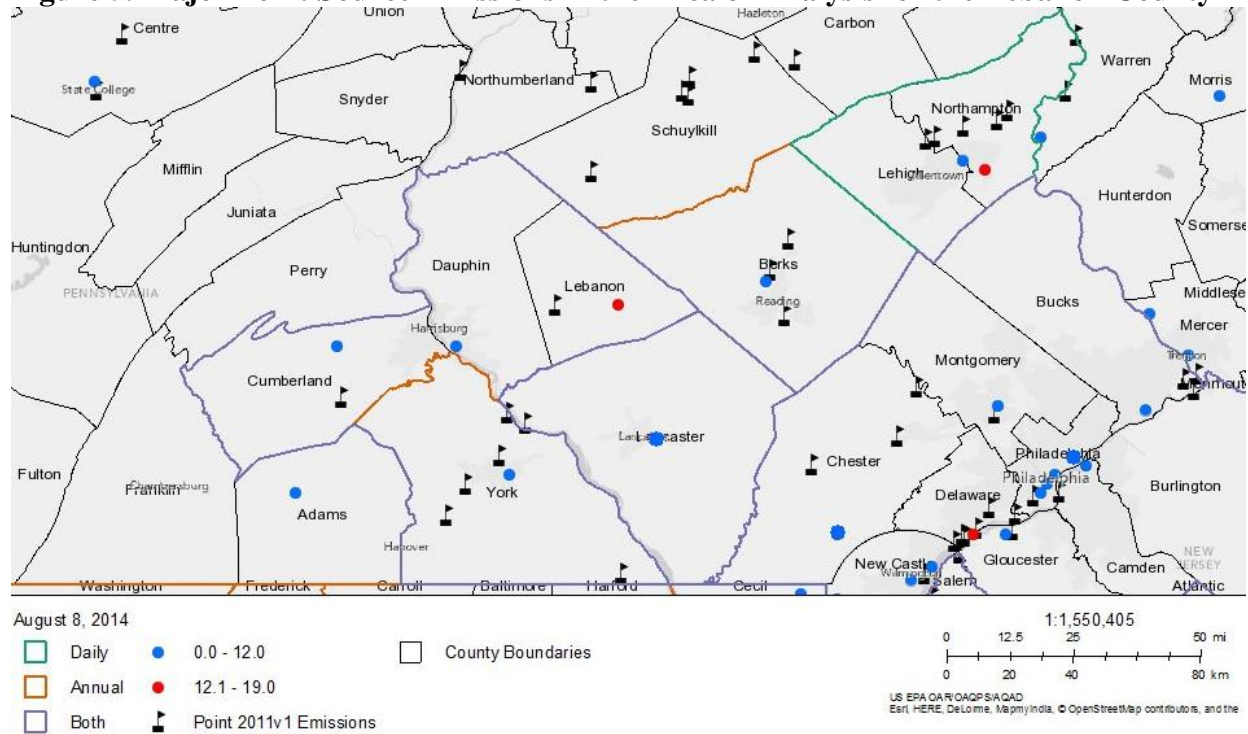 Union
Hazleton
Carbon
Centre
State College
Northumberland
Warren
Morris
Snyder
Northampton
Schuylkill
Mifflin
Lehigh
Hunterdon
Juniata
Somerse
Huntingdon
Perry
Dauphin
Berks
PENNSYLVANIA
Lebanon
Reading
Bucks
Middlese
Harrisburg
Mercer
Trenton
Montgomery
Cumberland
Lancaster
Chester
Philadelphia
Philadelphia
Fulton
Franklin
Chambersburg
York
Delaware
Burlington
Adams
Hanover
New Castl
Gloucester
NEW
JERSEY
Camden
Salem
Washington
Frederick
Carroll
Baltimore
Harford
Cecil
Atlantic
August 8, 2014
1:1,550,405
0 12.5 25 50 mi
0 20 40 80 km
Daily
0.0 - 12.0
County Boundaries
Annual
12.1 - 19.0
Both
Point 2011v1 Emissions
US EPA OAR/OAQPS/AQAD
Esri, HERE, DeLorme, MapmyIndia, © OpenStreetMap contributors, and the